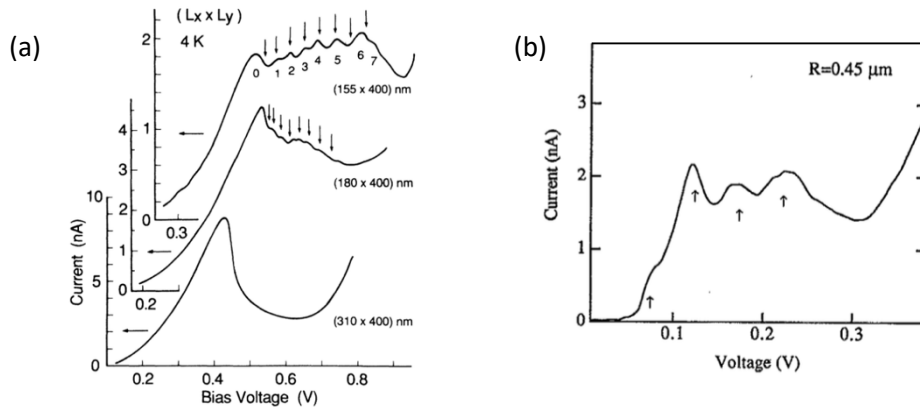 (a)
( Lx x Ly )
4 K
2
1
0
0 1 2 3 4 5 6 7
(155 x 400) nm
0.3
4
3
2
1
0
(180 x 400) nm
0.2
10
5
0
(310 x 400) nm
Current (nA)
0.2 0.4 0.6 0.8
Bias Voltage (V)
(b)
R=0.45 μm
3
2
1
0
Current (nA)
0.1 0.2 0.3
Voltage (V)